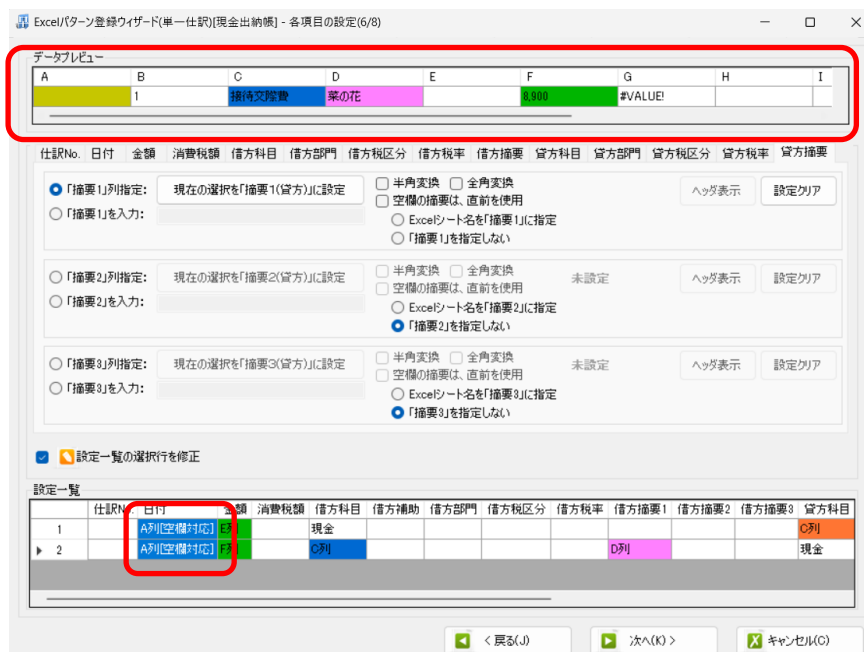 Excelパターン登録ウィザード(単一仕訳)[現金出納帳] - 各項目の設定(6/8)
データプレビュー
A B C D E F G H I
1 接待交際費 菜の花 8,900 #VALUE!
仕訳No. 日付 金額 消費税額 借方科目 借方部門 借方税区分 借方税率 借方摘要 貸方科目 貸方部門 貸方税区分 貸方税率 貸方摘要
「摘要1」列指定: 現在の選択を「摘要1(貸方)」に設定 半角変換 全角変換 ヘッダ表示 設定クリア
空欄の摘要は、直前を使用
「摘要1」を入力: Excelシート名を「摘要1」に指定
「摘要1」を指定しない
「摘要2」列指定: 現在の選択を「摘要2(貸方)」に設定 半角変換 全角変換 未設定 ヘッダ表示 設定クリア
空欄の摘要は、直前を使用
「摘要2」を入力: Excelシート名を「摘要2」に指定
「摘要2」を指定しない
「摘要3」列指定: 現在の選択を「摘要3(貸方)」に設定 半角変換 全角変換 未設定 ヘッダ表示 設定クリア
空欄の摘要は、直前を使用
「摘要3」を入力: Excelシート名を「摘要3」に指定
「摘要3」を指定しない
設定一覧の選択行を修正
設定一覧
仕訳No. 日付 金額 消費税額 借方科目 借方補助 借方部門 借方税区分 借方税率 借方摘要1 借方摘要2 借方摘要3 貸方科目
1 A列[空欄対応] E列 現金 C列
2 A列[空欄対応] F列 C列 D列 現金
< 戻る(J) 次へ(K) > キャンセル(C)